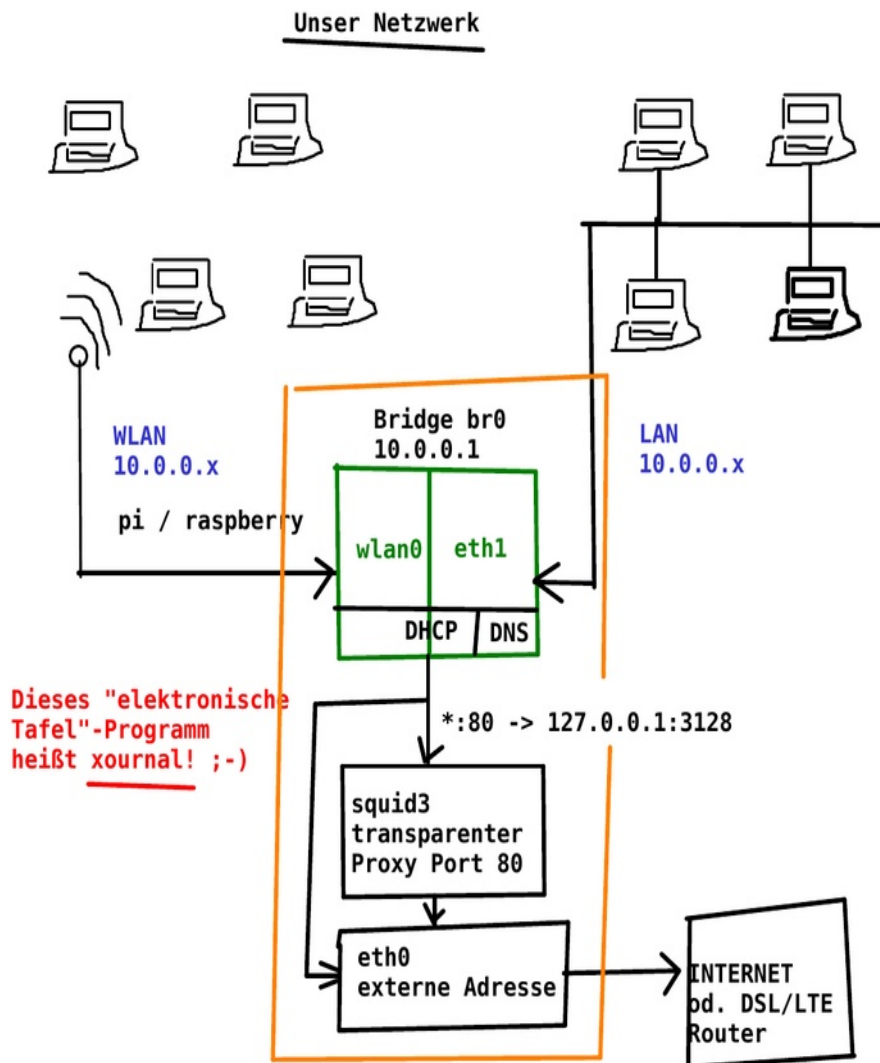 Unser Netzwerk
WLAN
10.0.0.x
pi / raspberry
Bridge br0
10.0.0.1
LAN
10.0.0.x
wlan0
eth1
DHCP
DNS
Dieses "elektronische
Tafel"-Programm
heißt xournal! ;-)
*:80 -> 127.0.0.1:3128
squid3
transparenter
Proxy Port 80
eth0
externe Adresse
INTERNET
od. DSL/LTE
Router